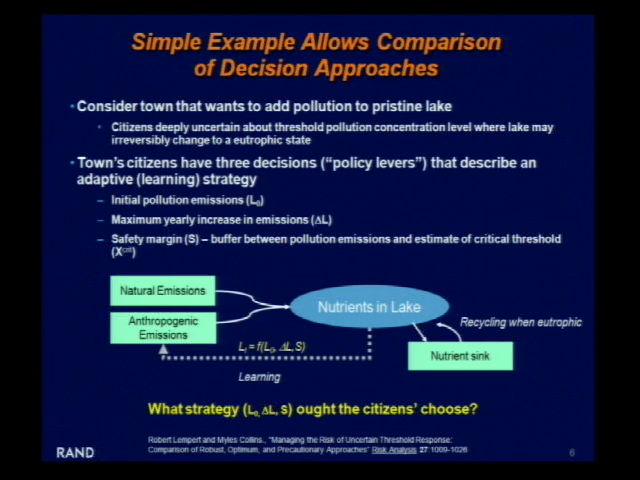 Simple Example Allows Comparison
of Decision Approaches
• Consider town that wants to add pollution to pristine lake
• Citizens deeply uncertain about threshold pollution concentration level where lake may
irreversibly change to a eutrophic state
• Town's citizens have three decisions ("policy levers") that describe an
adaptive (learning) strategy
– Initial pollution emissions (L₀)
– Maximum yearly increase in emissions (ΔL)
– Safety margin (S) – buffer between pollution emissions and estimate of critical threshold
(Xᶜʳⁱᵗ)
Natural Emissions
Anthropogenic
Emissions
Nutrients in Lake
Recycling when eutrophic
Lₜ = f(L₀, ΔL, S)
Nutrient sink
Learning
What strategy (L₀, ΔL, S) ought the citizens' choose?
Robert Lempert and Myles Collins., "Managing the Risk of Uncertain Threshold Response:
Comparison of Robust, Optimum, and Precautionary Approaches" Risk Analysis 27:1009-1026
RAND
6